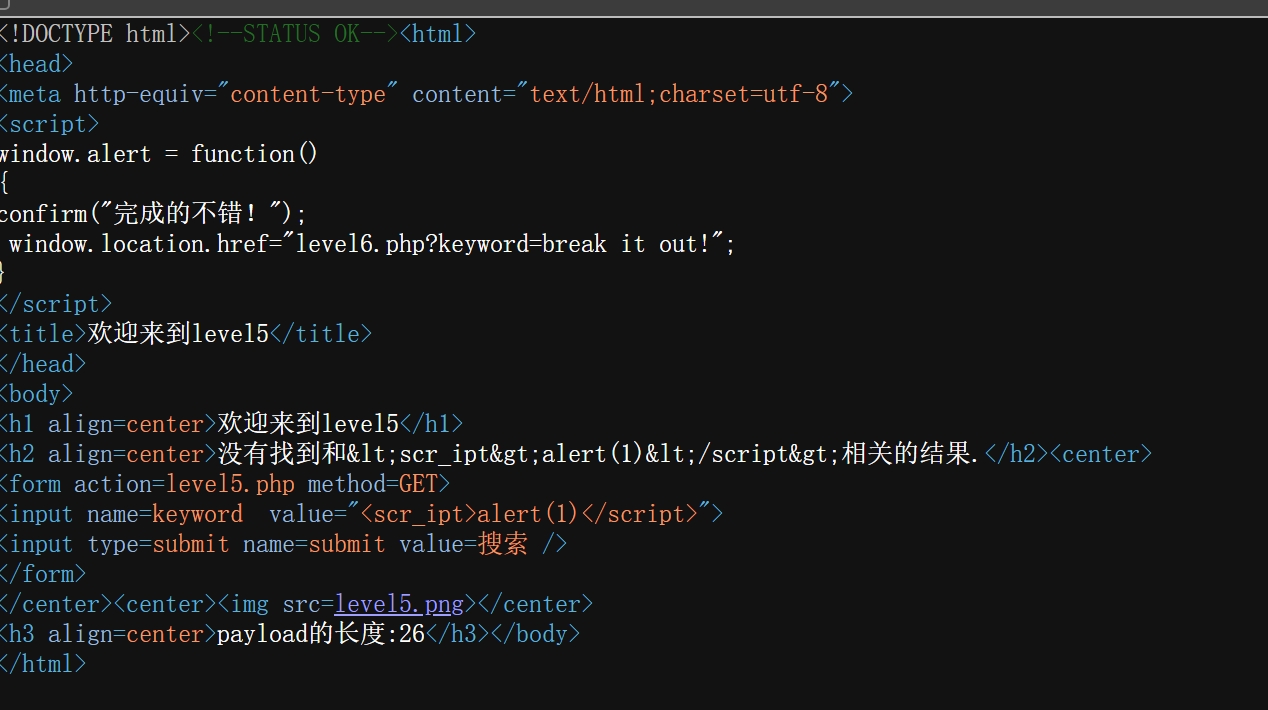 <!DOCTYPE html><!--STATUS OK--><html>
<head>
<meta http-equiv="content-type" content="text/html;charset=utf-8">
<script>
window.alert = function()
{
confirm("完成的不错！");
 window.location.href="level6.php?keyword=break it out!";
}
</script>
<title>欢迎来到level5</title>
</head>
<body>
<h1 align=center>欢迎来到level5</h1>
<h2 align=center>没有找到和&lt;scr_ipt&gt;alert(1)&lt;/script&gt;相关的结果.</h2><center>
<form action=level5.php method=GET>
<input name=keyword  value="<scr_ipt>alert(1)</script>">
<input type=submit name=submit value=搜索 />
</form>
</center><center><img src=level5.png></center>
<h3 align=center>payload的长度:26</h3></body>
</html>